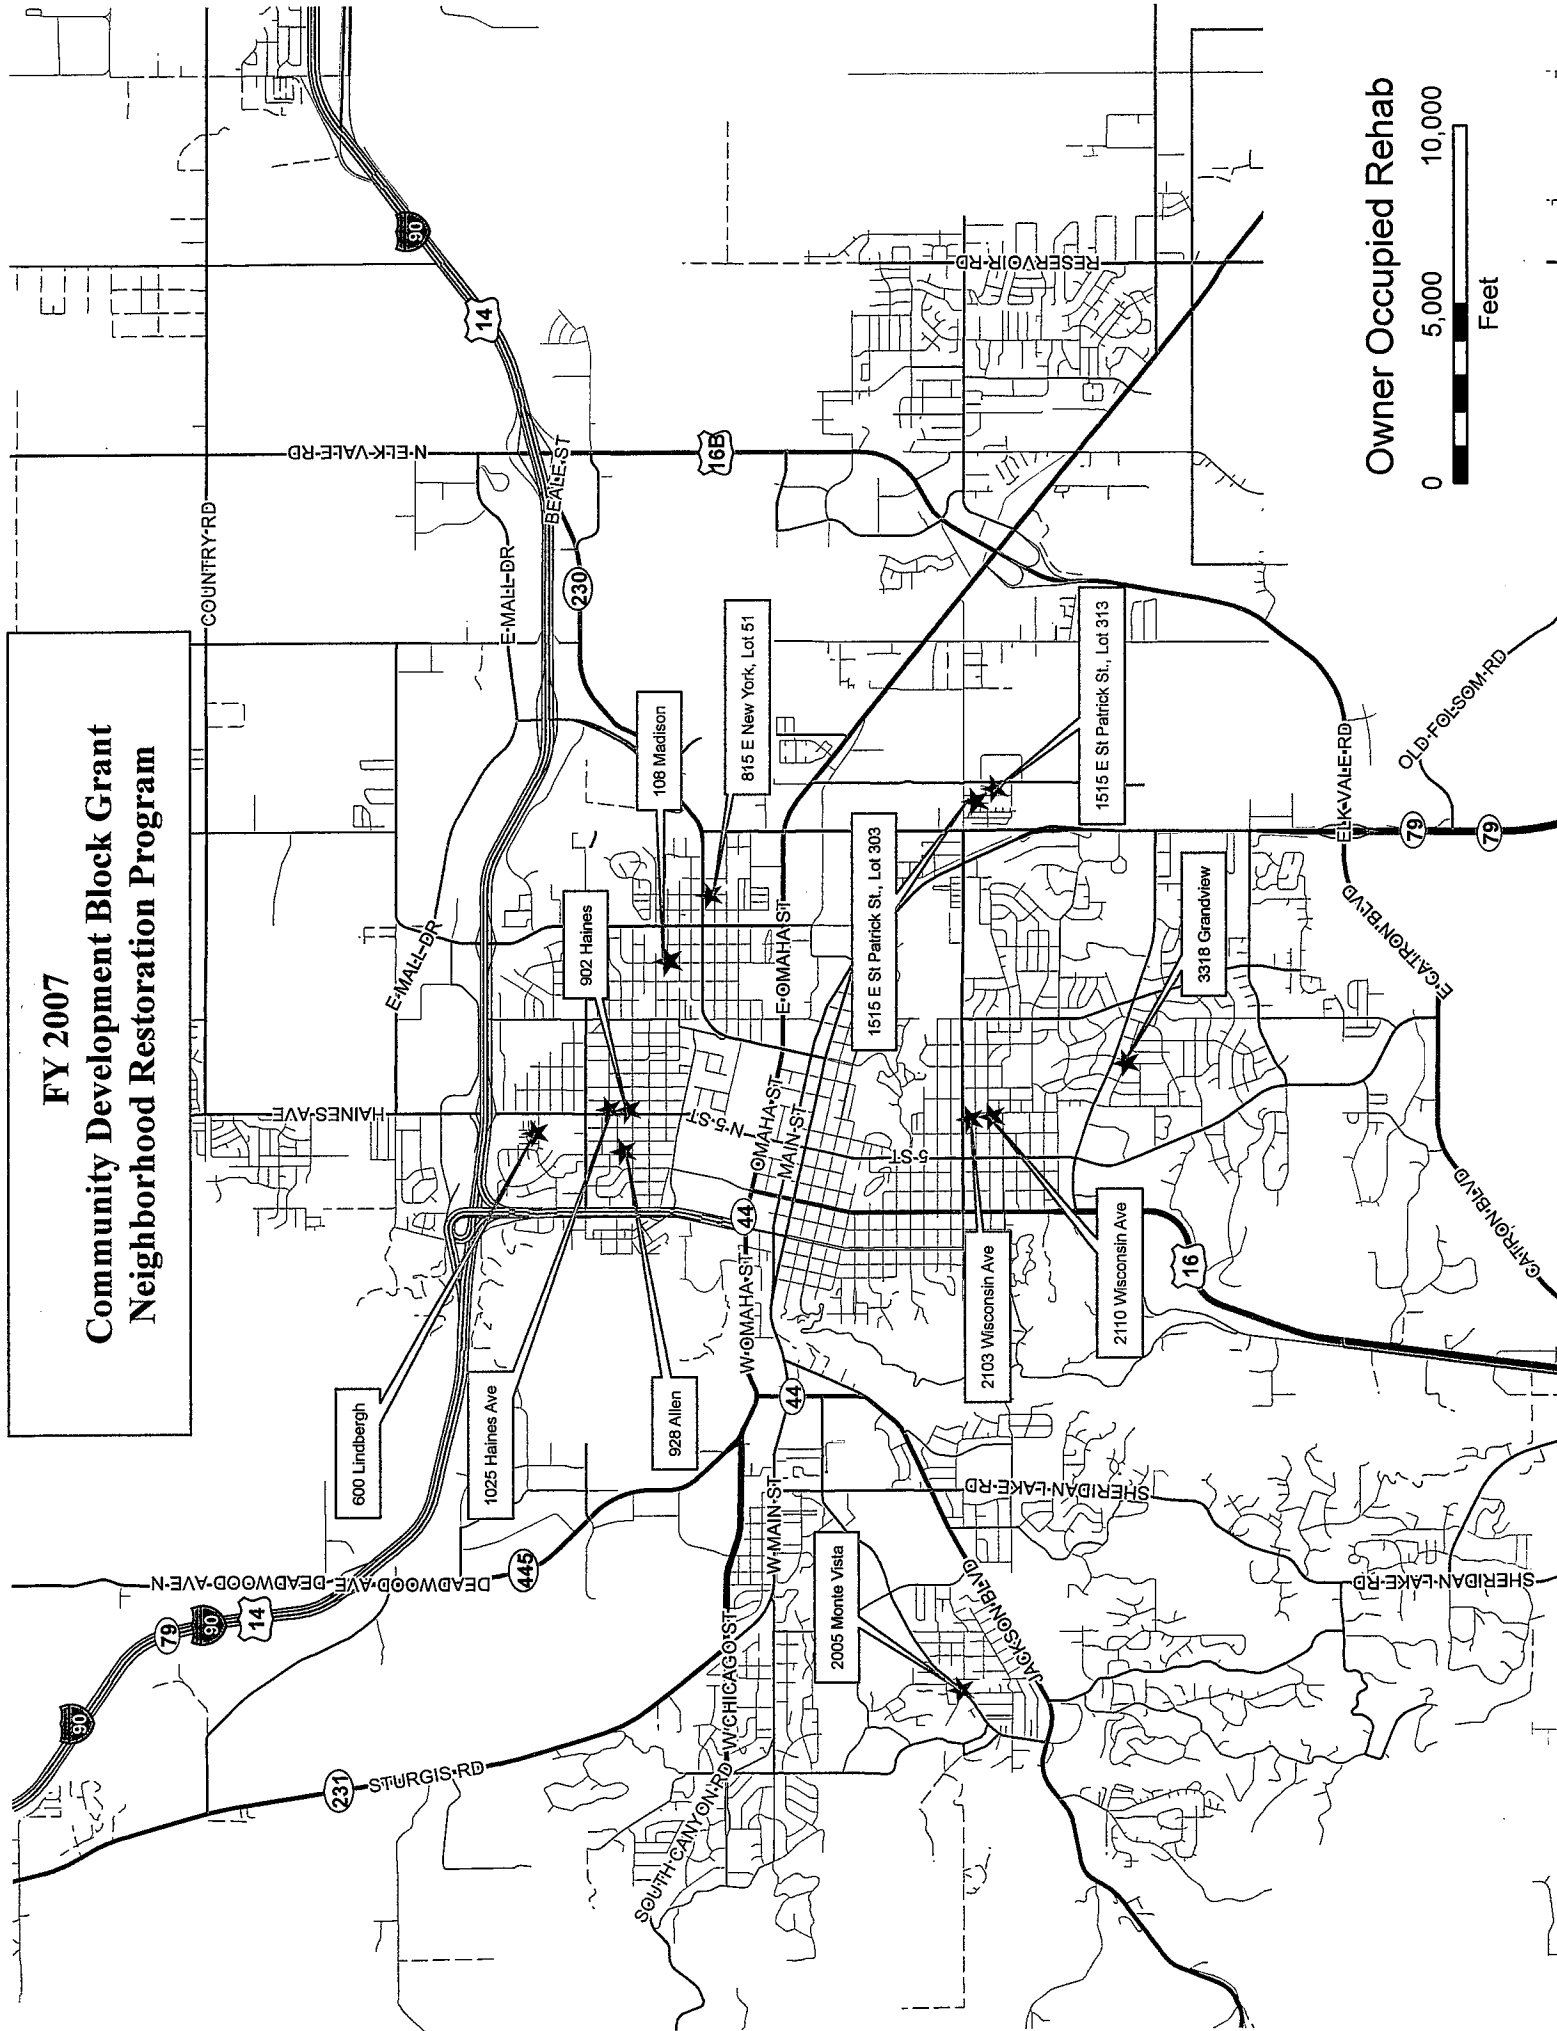 FY 2007
Community Development Block Grant
Neighborhood Restoration Program
COUNTRY-RD
N-ELK-VALE-RD
90
14
BEALE-ST
16B
E-MALL-DR
230
RESERVOIR-RD
E-MALL-DR
HAINES-AVE
108 Madison
815 E New York, Lot 51
902 Haines
1515 E St Patrick St., Lot 313
1515 E St Patrick St., Lot 303
3318 Grandview
E-OMAHA-ST
OMAHA-ST
MAIN-ST
N-5-ST
5-ST
ELK-VALE-RD
OLD-FOLSOM-RD
79
79
E-CATRON-BLVD
CATRON-BLVD
44
W-OMAHA-ST
16
600 Lindbergh
1025 Haines Ave
928 Allen
2103 Wisconsin Ave
2110 Wisconsin Ave
44
W-MAIN-ST
SHERIDAN-LAKE-RD
SHERIDAN-LAKE-RD
2005 Monte Vista
JACKSON-BLVD
DEADWOOD-AVE-N
DEADWOOD-AVE
DEADWOOD-AVE
445
79
90
14
90
231
STURGIS-RD
W-CHICAGO-ST
SOUTH-CANYON-RD
Owner Occupied Rehab
0 5,000 10,000
Feet